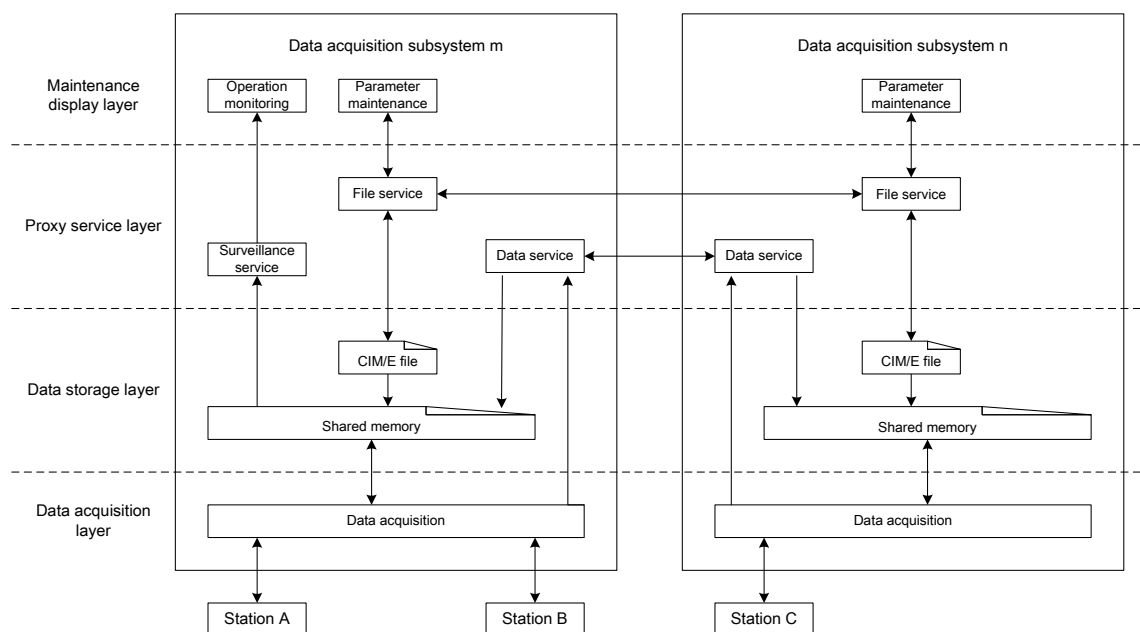 Data acquisition subsystem m
Data acquisition subsystem n
Maintenance
display layer
Operation
monitoring
Parameter
maintenance
Parameter
maintenance
Proxy service layer
File service
File service
Surveillance
service
Data service
Data service
Data storage layer
CIM/E file
CIM/E file
Shared memory
Shared memory
Data acquisition
layer
Data acquisition
Data acquisition
Station A
Station B
Station C